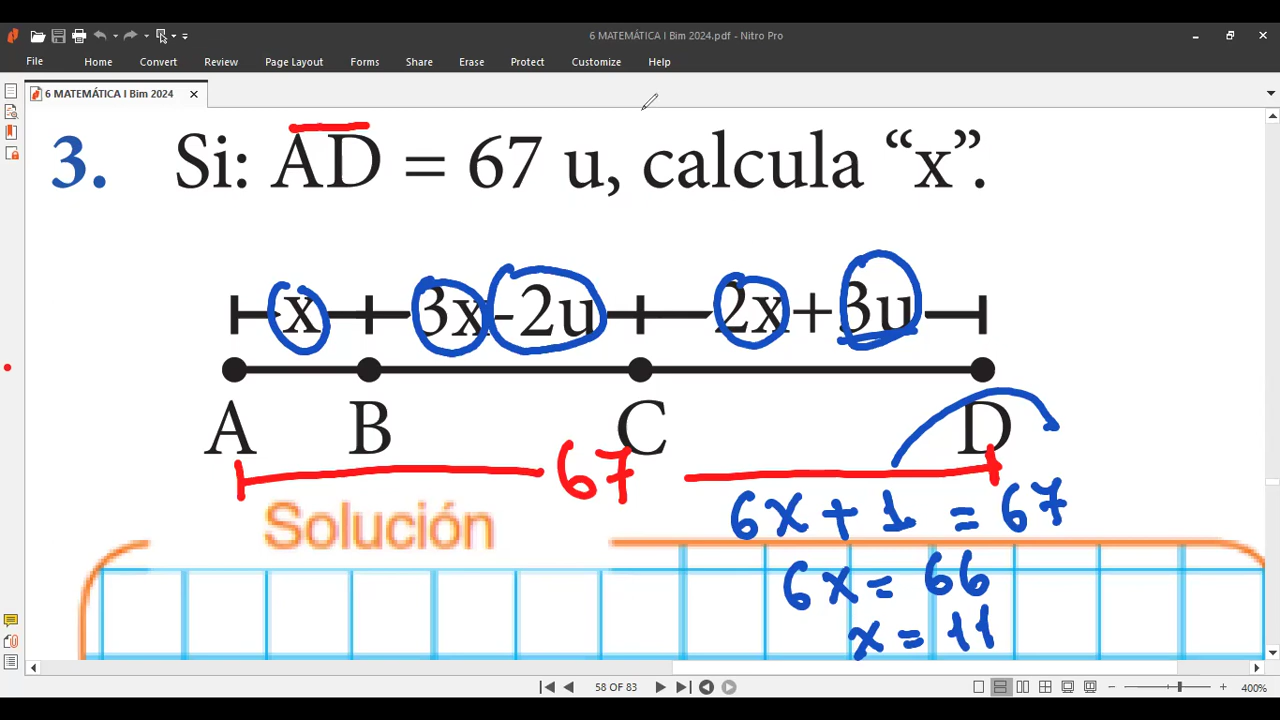 6 MATEMÁTICA I Bim 2024.pdf - Nitro Pro
File Home Convert Review Page Layout Forms Share Erase Protect Customize Help
6 MATEMÁTICA I Bim 2024
3. Si: AD = 67 u, calcula “x”.
x 3x-2u 2x+3u
A B C D
67
6x + 1 = 67
Solución
6x = 66
x = 11
58 OF 83
400%